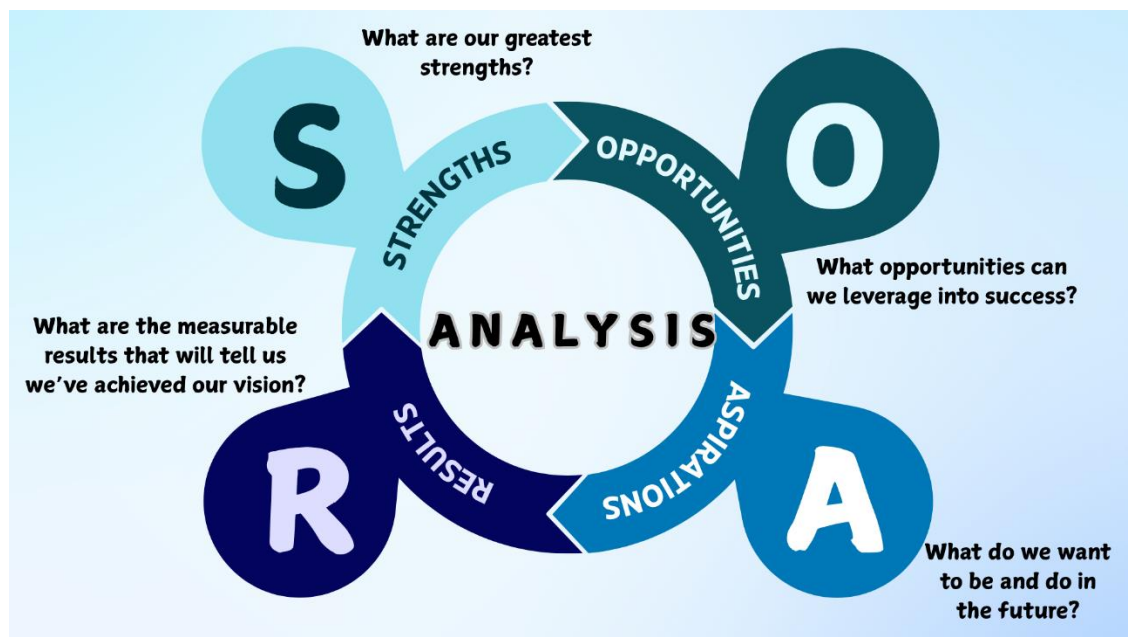 What are our greatest
strengths?
S
STRENGTHS
OPPORTUNITIES
O
What opportunities can
we leverage into success?
ANALYSIS
What are the measurable
results that will tell us
we've achieved our vision?
R
RESULTS
ASPIRATIONS
A
What do we want
to be and do in
the future?